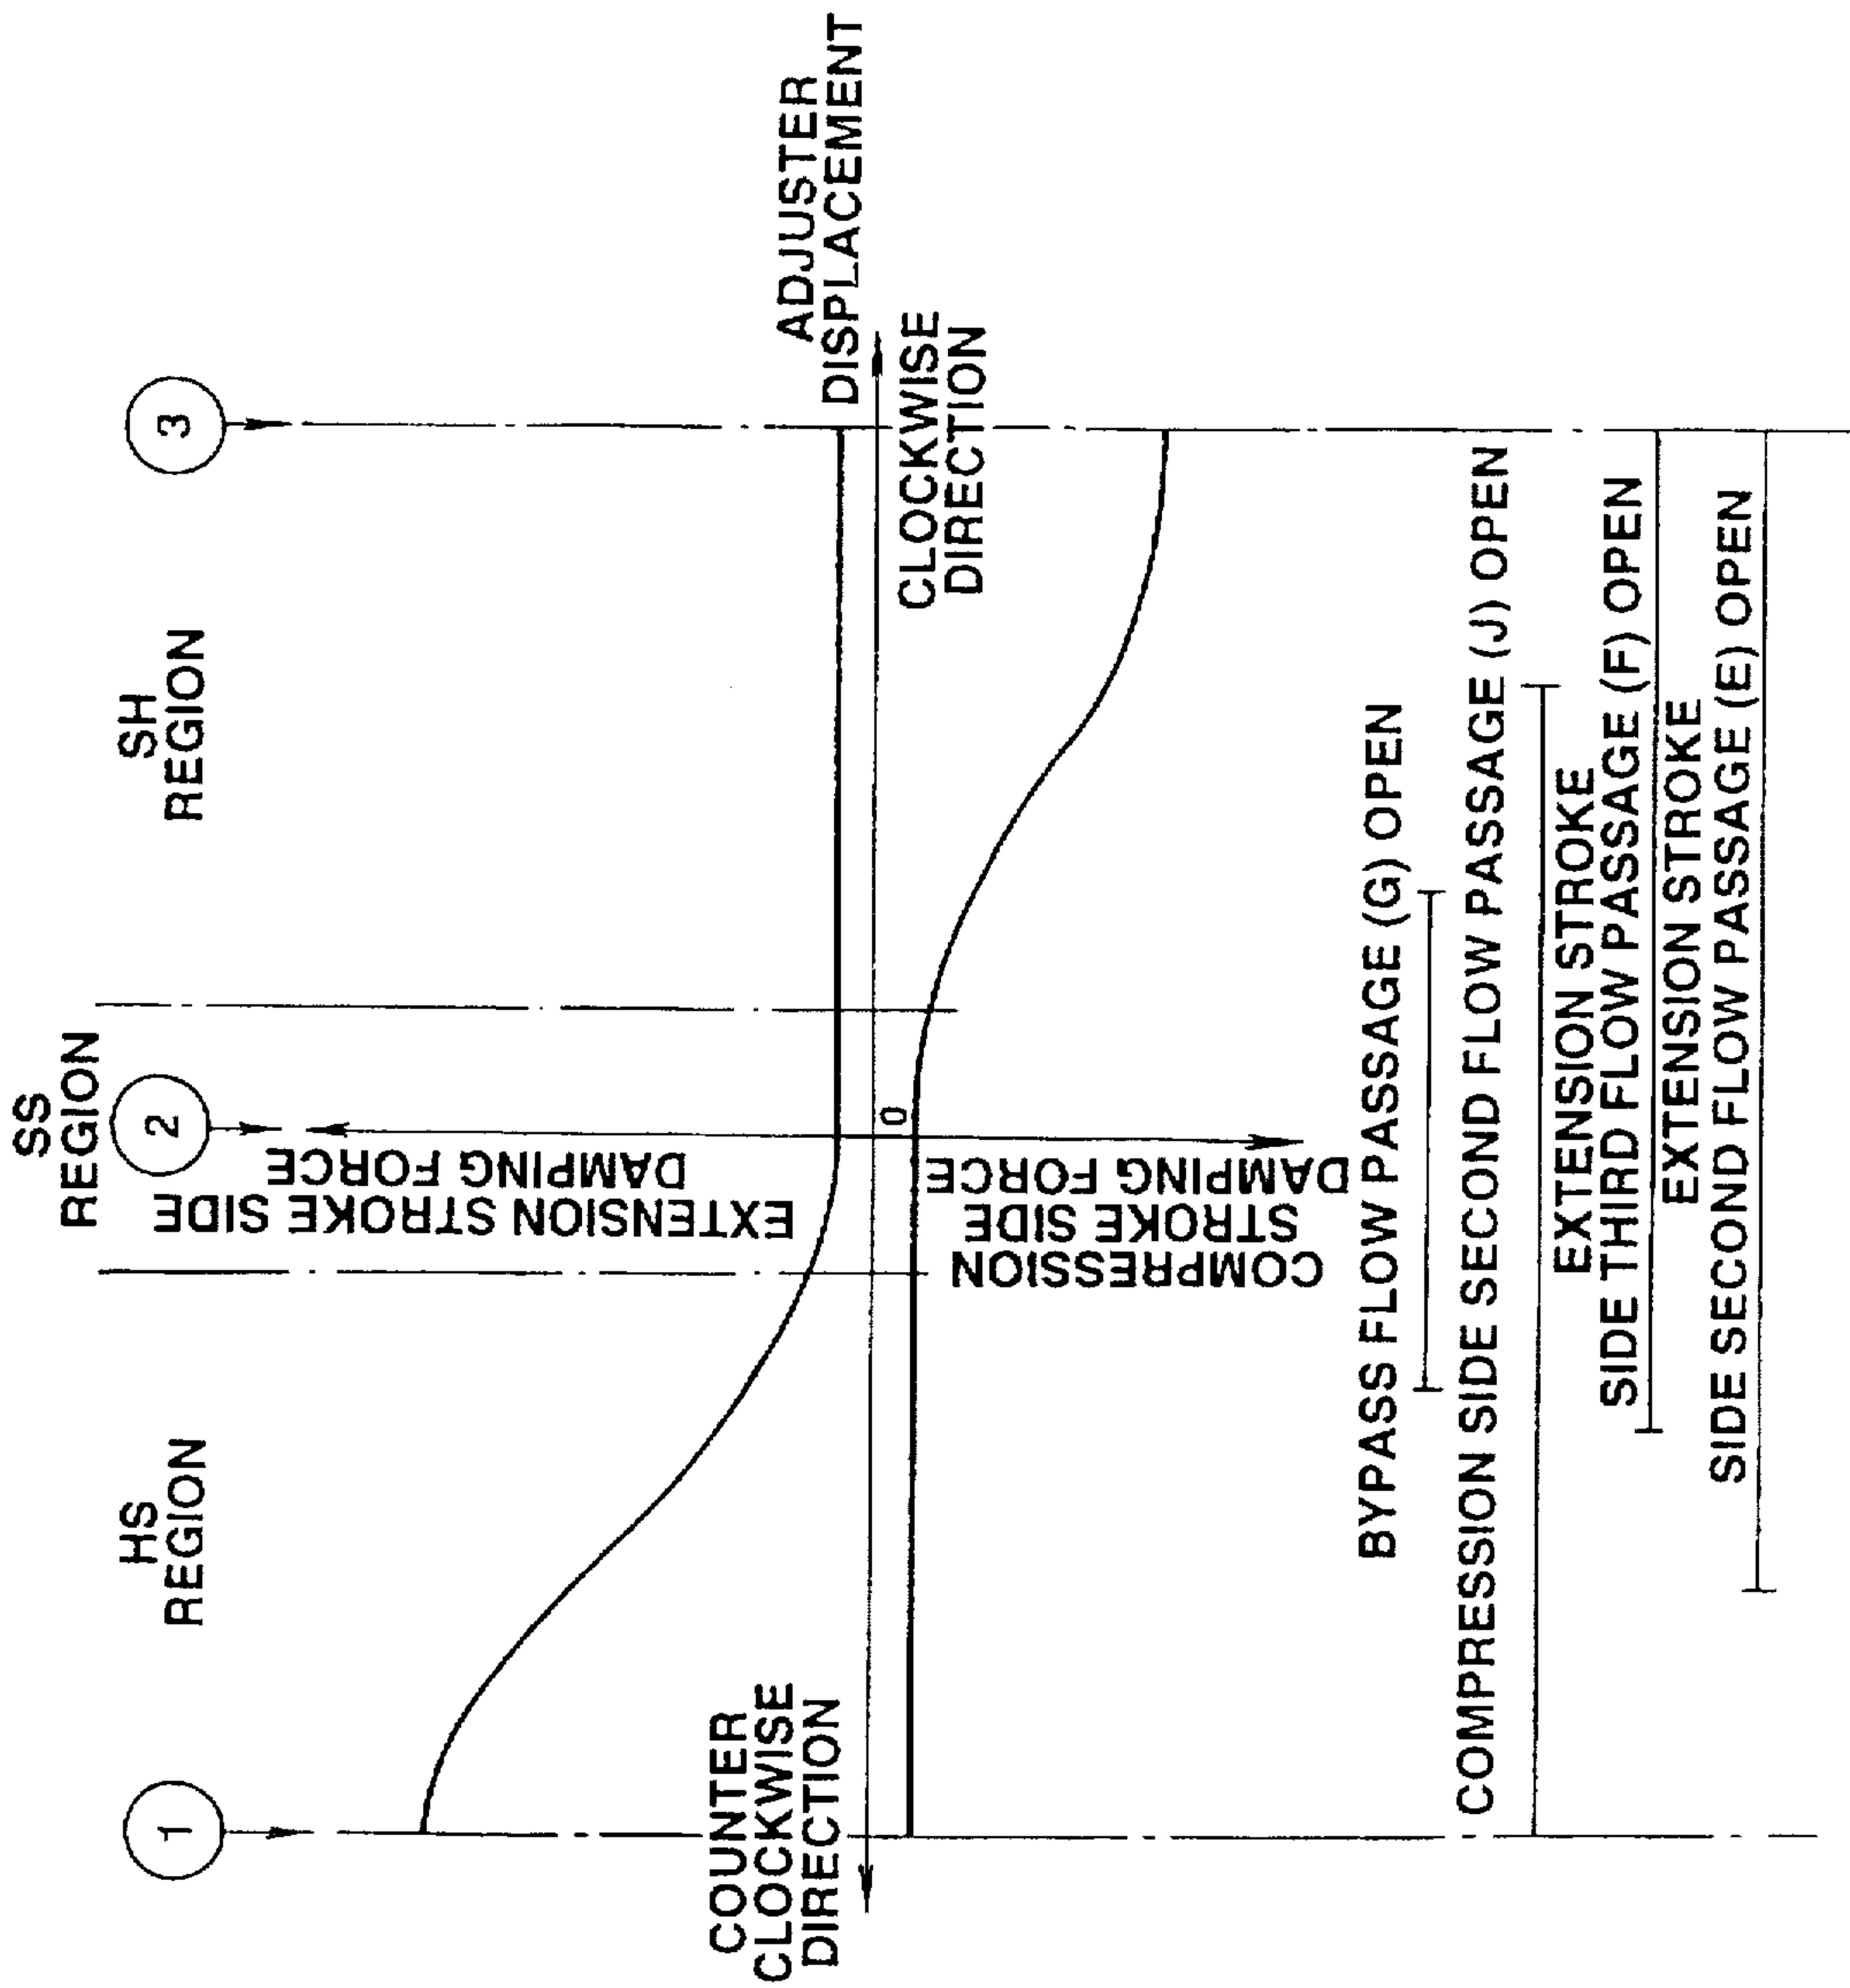 SS
REGION
HS
REGION
SH
REGION
1
2
3
EXTENSION STROKE SIDE
DAMPING FORCE
COUNTER
CLOCKWISE
DIRECTION
ADJUSTER
DISPLACEMENT
0
CLOCKWISE
DIRECTION
COMPRESSION
STROKE SIDE
DAMPING FORCE
BYPASS FLOW PASSAGE (G) OPEN
COMPRESSION SIDE SECOND FLOW PASSAGE (J) OPEN
EXTENSION STROKE
SIDE THIRD FLOW PASSAGE (F) OPEN
EXTENSION STROKE
SIDE SECOND FLOW PASSAGE (E) OPEN